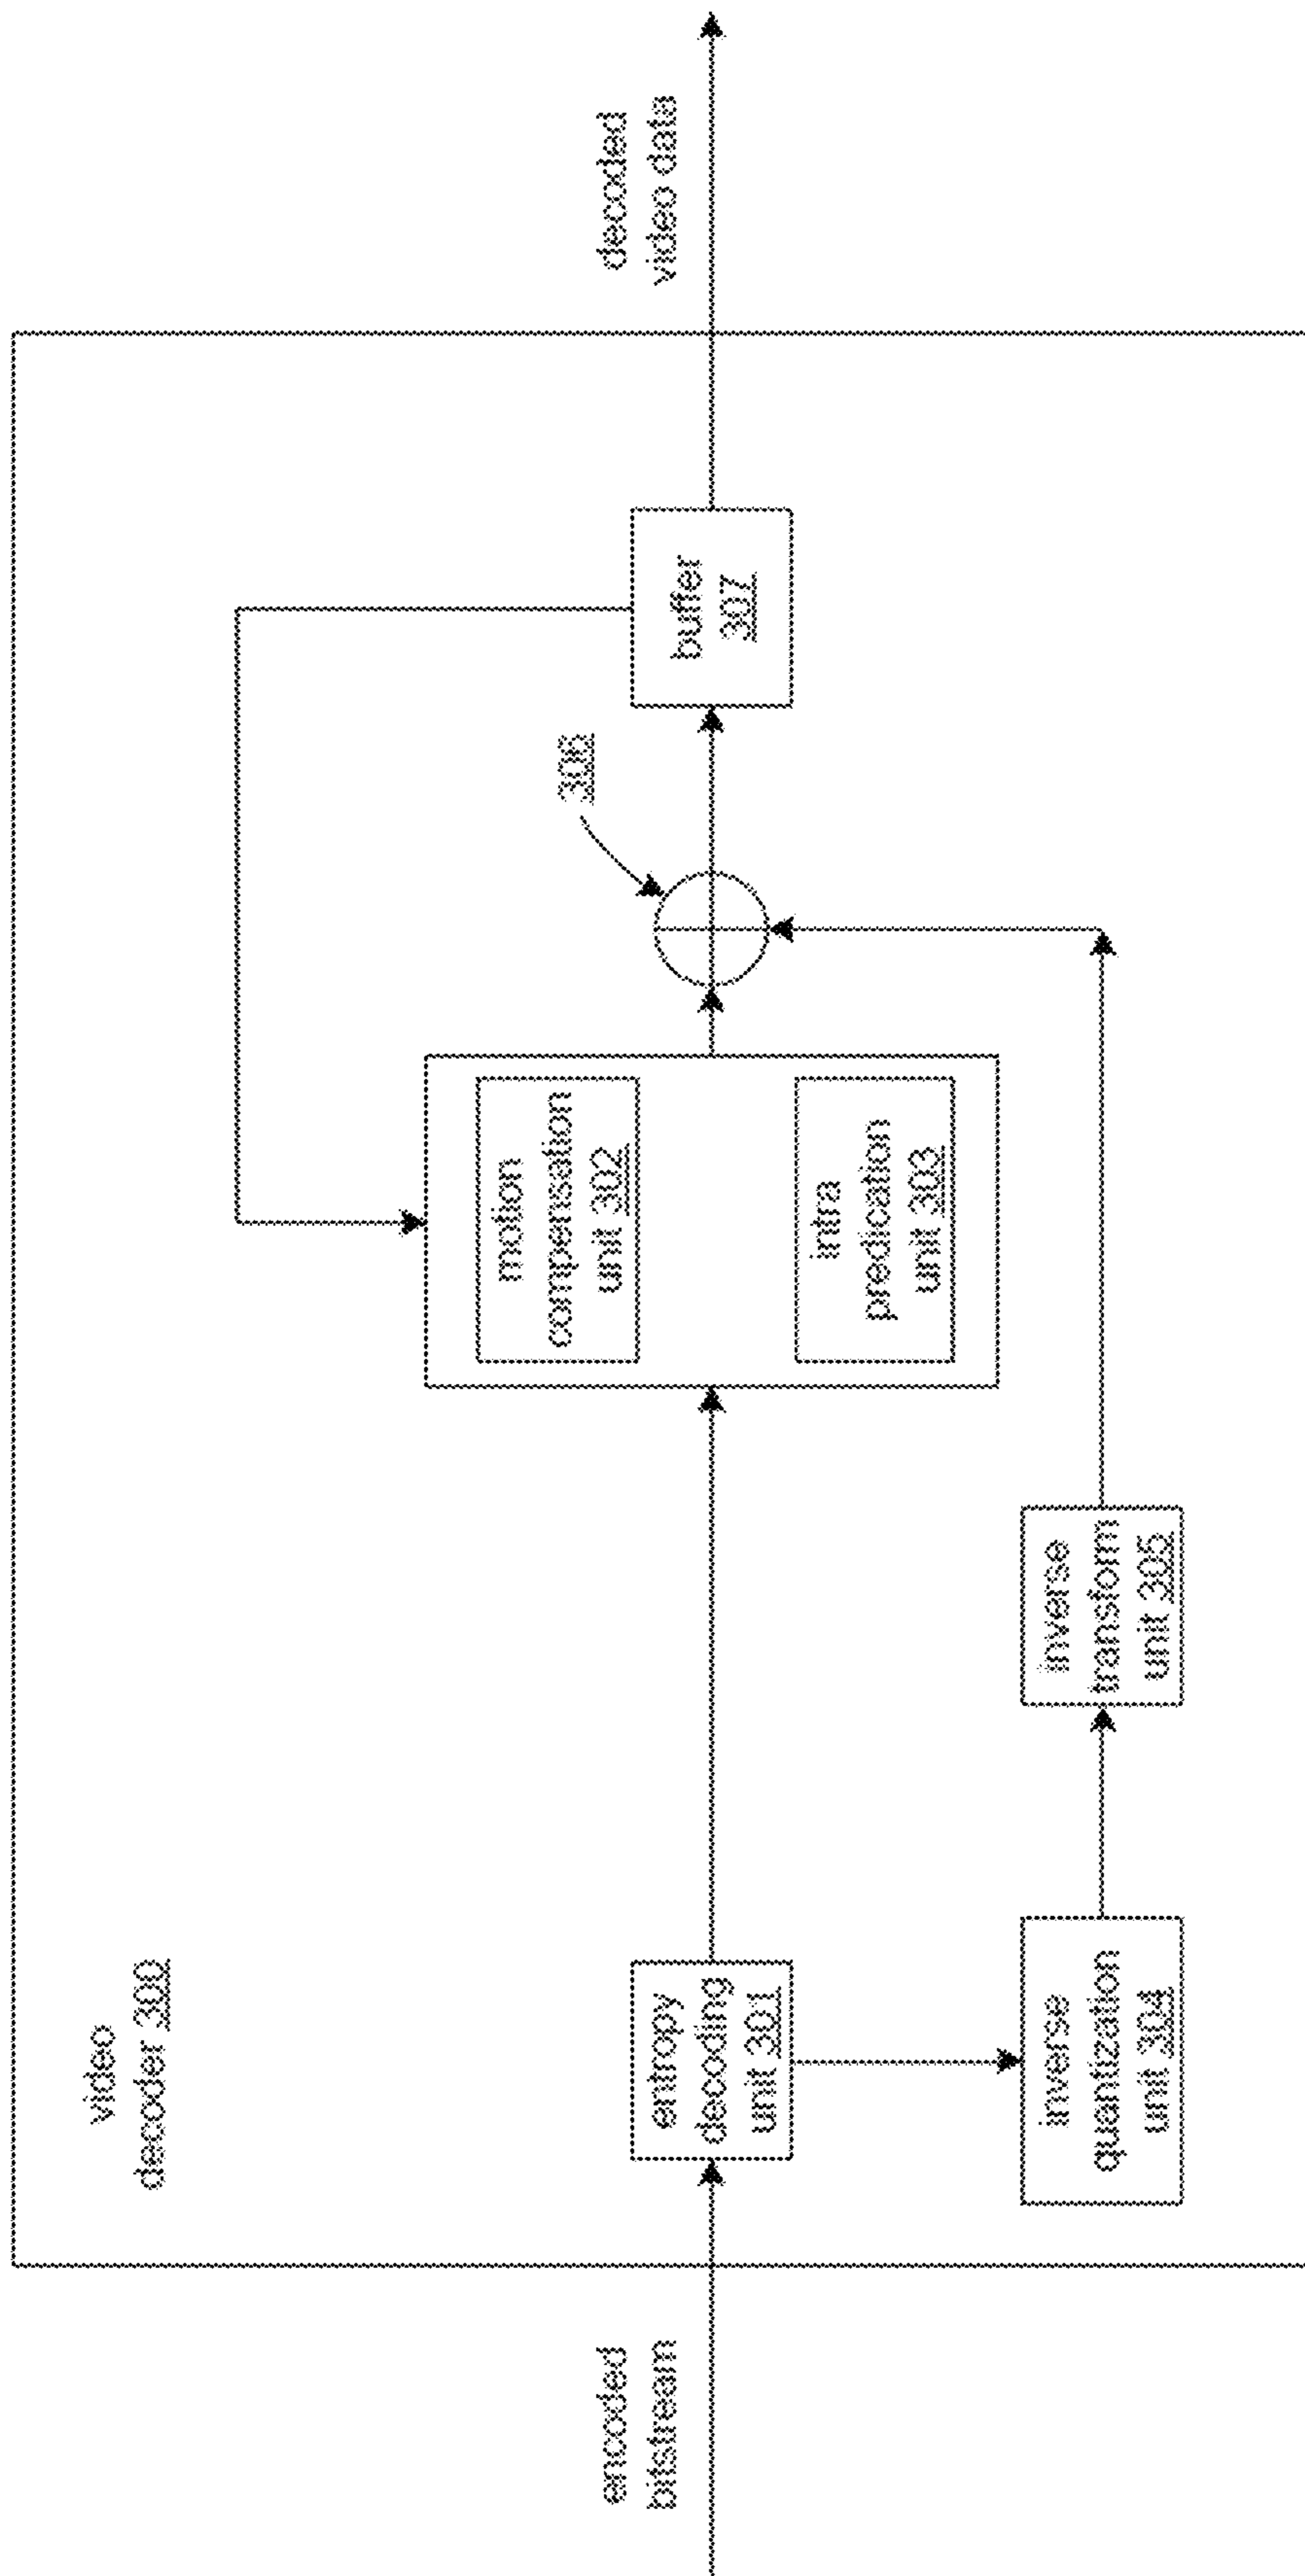 video
decoder 300
encoded
bitstream
entropy
decoding
unit 301
inverse
quantization
unit 304
inverse
transform
unit 305
motion
compensation
unit 302
intra
predication
unit 303
306
buffer
307
decoded
video data